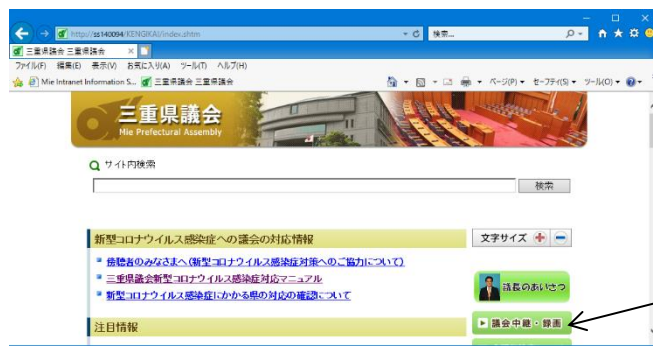 http://ss140094/KENGIKAI/index.shtm
検索...
三重県議会 三重県議会
ファイル(F) 編集(E) 表示(V) お気に入り(A) ツール(T) ヘルプ(H)
Mie Intranet Information S... 三重県議会 三重県議会
ページ(P) セーフティ(S) ツール(O)
三重県議会
Mie Prefectural Assembly
サイト内検索
検索
新型コロナウイルス感染症への議会の対応情報
文字サイズ
傍聴者のみなさまへ(新型コロナウイルス感染症対策へのご協力について)
三重県議会新型コロナウイルス感染症対応マニュアル
議長のあいさつ
新型コロナウイルス感染症にかかる県の対応の確認について
注目情報
議会中継・録画